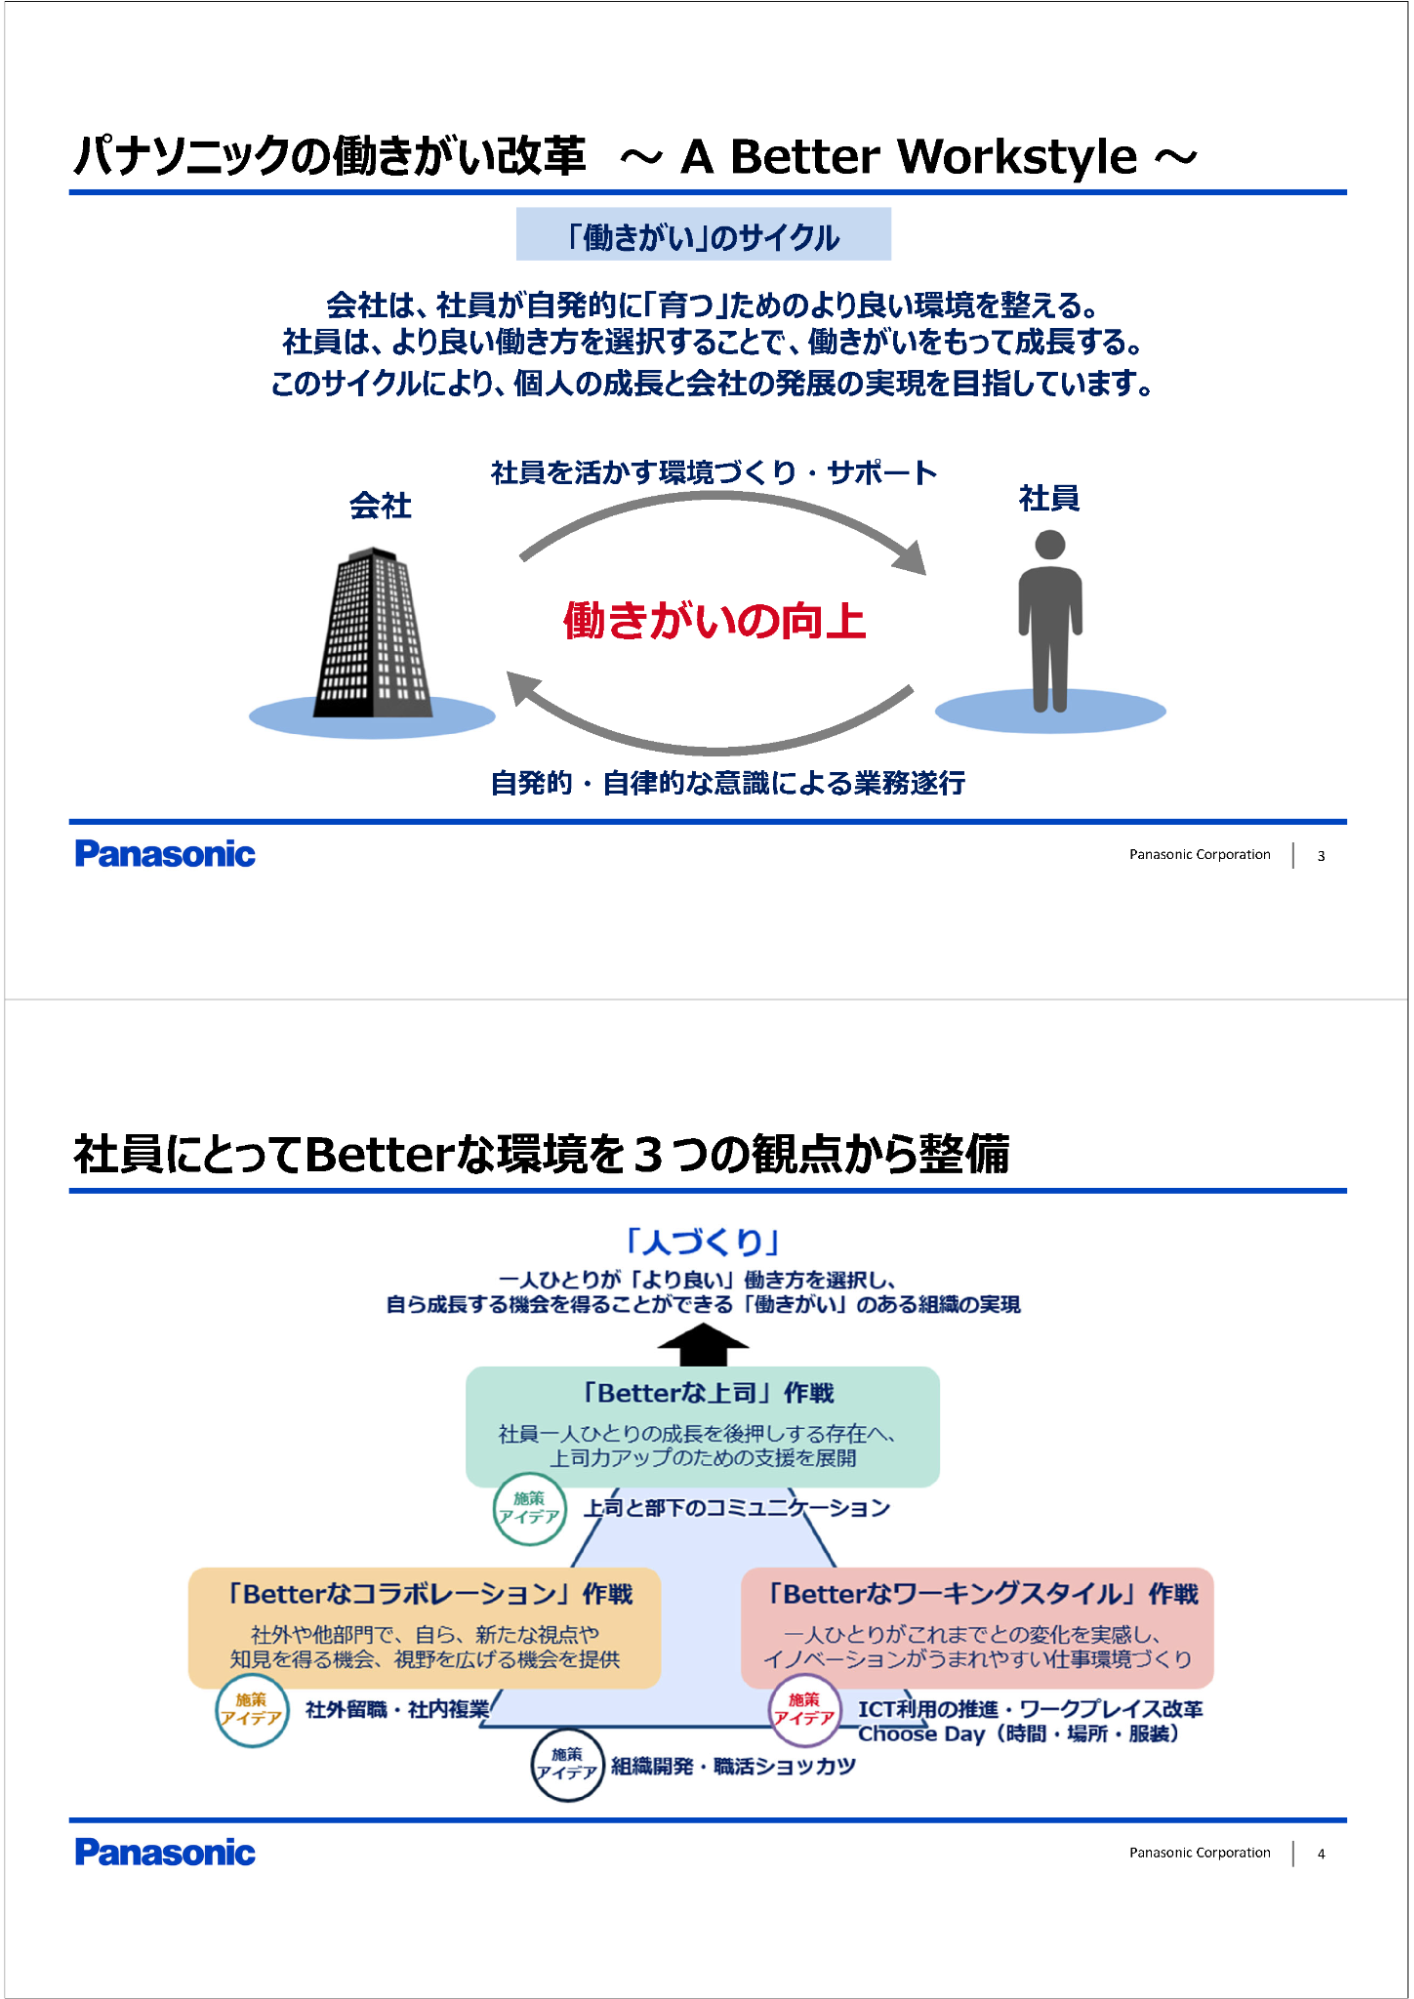 パナソニックの働きがい改革 ～ A Better Workstyle ～
「働きがい」のサイクル
会社は、社員が自発的に「育つ」ためのより良い環境を整える。
社員は、より良い働き方を選択することで、働きがいをもって成長する。
このサイクルにより、個人の成長と会社の発展の実現を目指しています。
社員を活かす環境づくり・サポート
会社
社員
働きがいの向上
自発的・自律的な意識による業務遂行
Panasonic
Panasonic Corporation
3
社員にとってBetterな環境を３つの観点から整備
「人づくり」
一人ひとりが「より良い」働き方を選択し、
自ら成長する機会を得ることができる「働きがい」のある組織の実現
「Betterな上司」作戦
社員一人ひとりの成長を後押しする存在へ、
上司力アップのための支援を展開
施策
アイデア
上司と部下のコミュニケーション
「Betterなコラボレーション」作戦
社外や他部門で、自ら、新たな視点や
知見を得る機会、視野を広げる機会を提供
施策
アイデア
社外留職・社内複業
「Betterなワーキングスタイル」作戦
一人ひとりがこれまでとの変化を実感し、
イノベーションがうまれやすい仕事環境づくり
施策
アイデア
ICT利用の推進・ワークプレイス改革
Choose Day（時間・場所・服装）
施策
アイデア
組織開発・職活ショッカツ
Panasonic
Panasonic Corporation
4